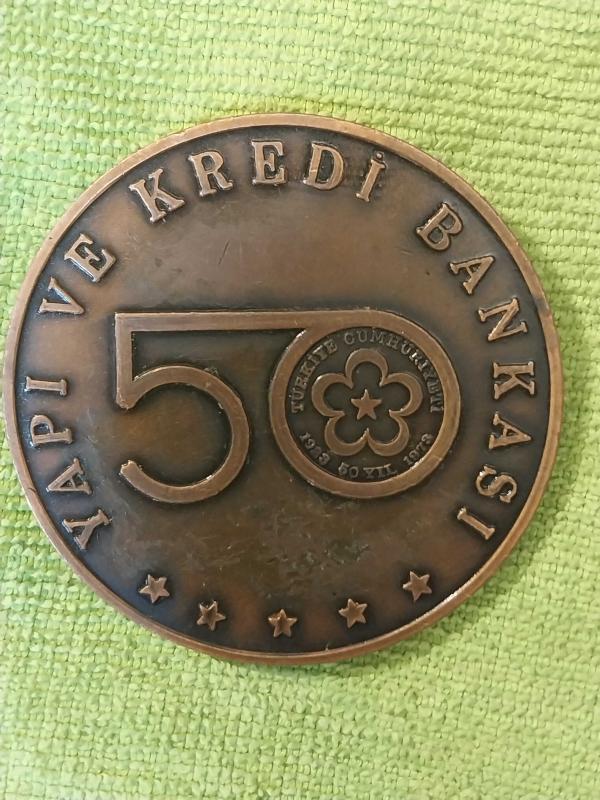 YAPI VE KREDİ BANKASI
50
TÜRKİYE CUMHURİYETİ
1923 50 YIL 1973